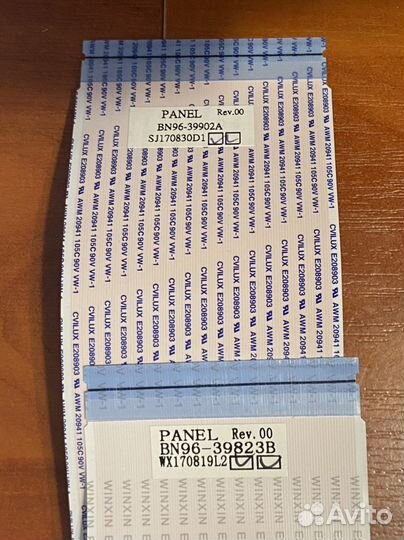 PANEL Rev.00
BN96-39902A
SJ170830D1
CVILUX E208903 AWM 20941 105C 90V VW-1
PANEL Rev.00
BN96-39823B
WX170819L2
WINXIN
Avito